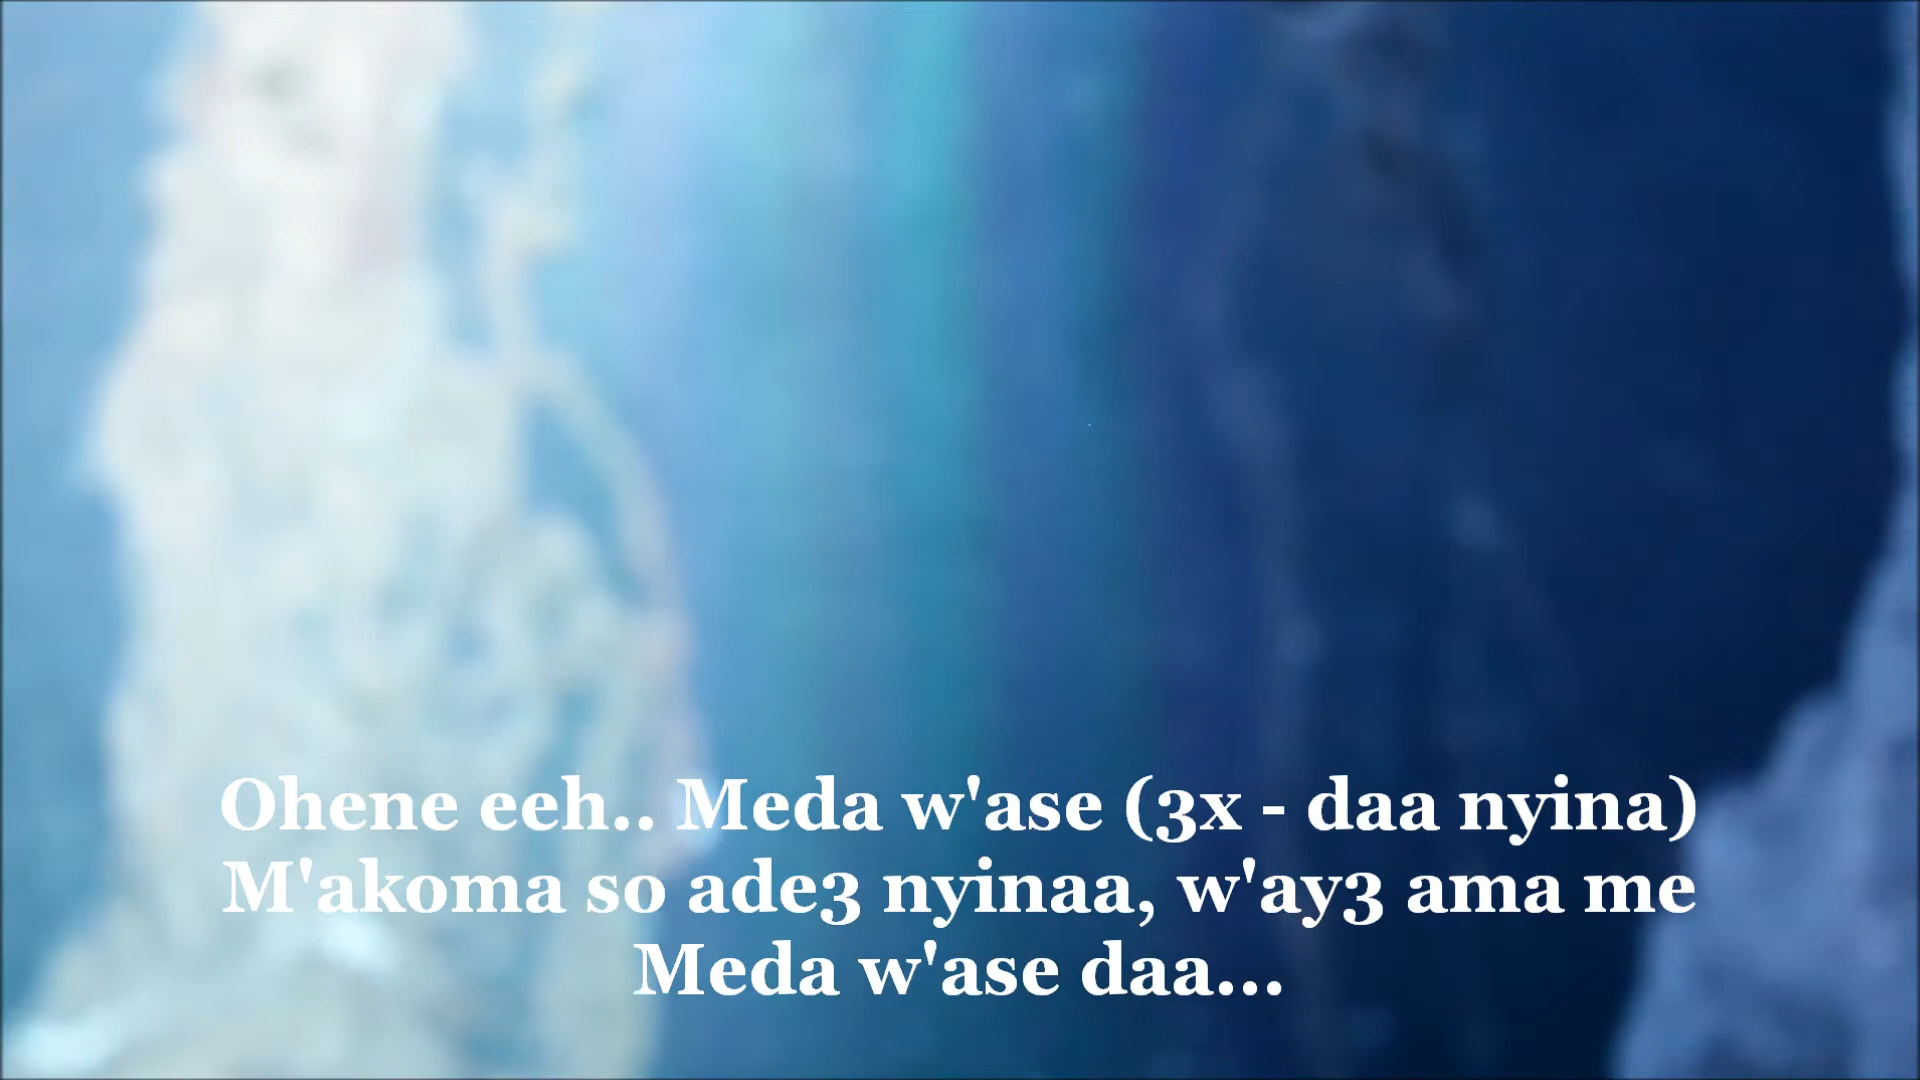 Ohene eeh.. Meda w'ase (3x - daa nyina)
M'akoma so ade3 nyinaa, w'ay3 ama me
Meda w'ase daa...